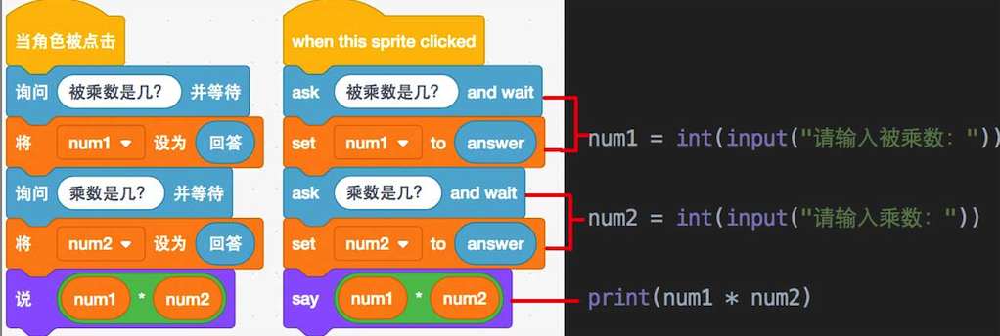 当角色被点击
询问 被乘数是几? 并等待
将 num1 设为 回答
询问 乘数是几? 并等待
将 num2 设为 回答
说 num1 * num2
when this sprite clicked
ask 被乘数是几? and wait
set num1 to answer
ask 乘数是几? and wait
set num2 to answer
say num1 * num2
num1 = int(input("请输入被乘数: "))
num2 = int(input("请输入乘数: "))
print(num1 * num2)